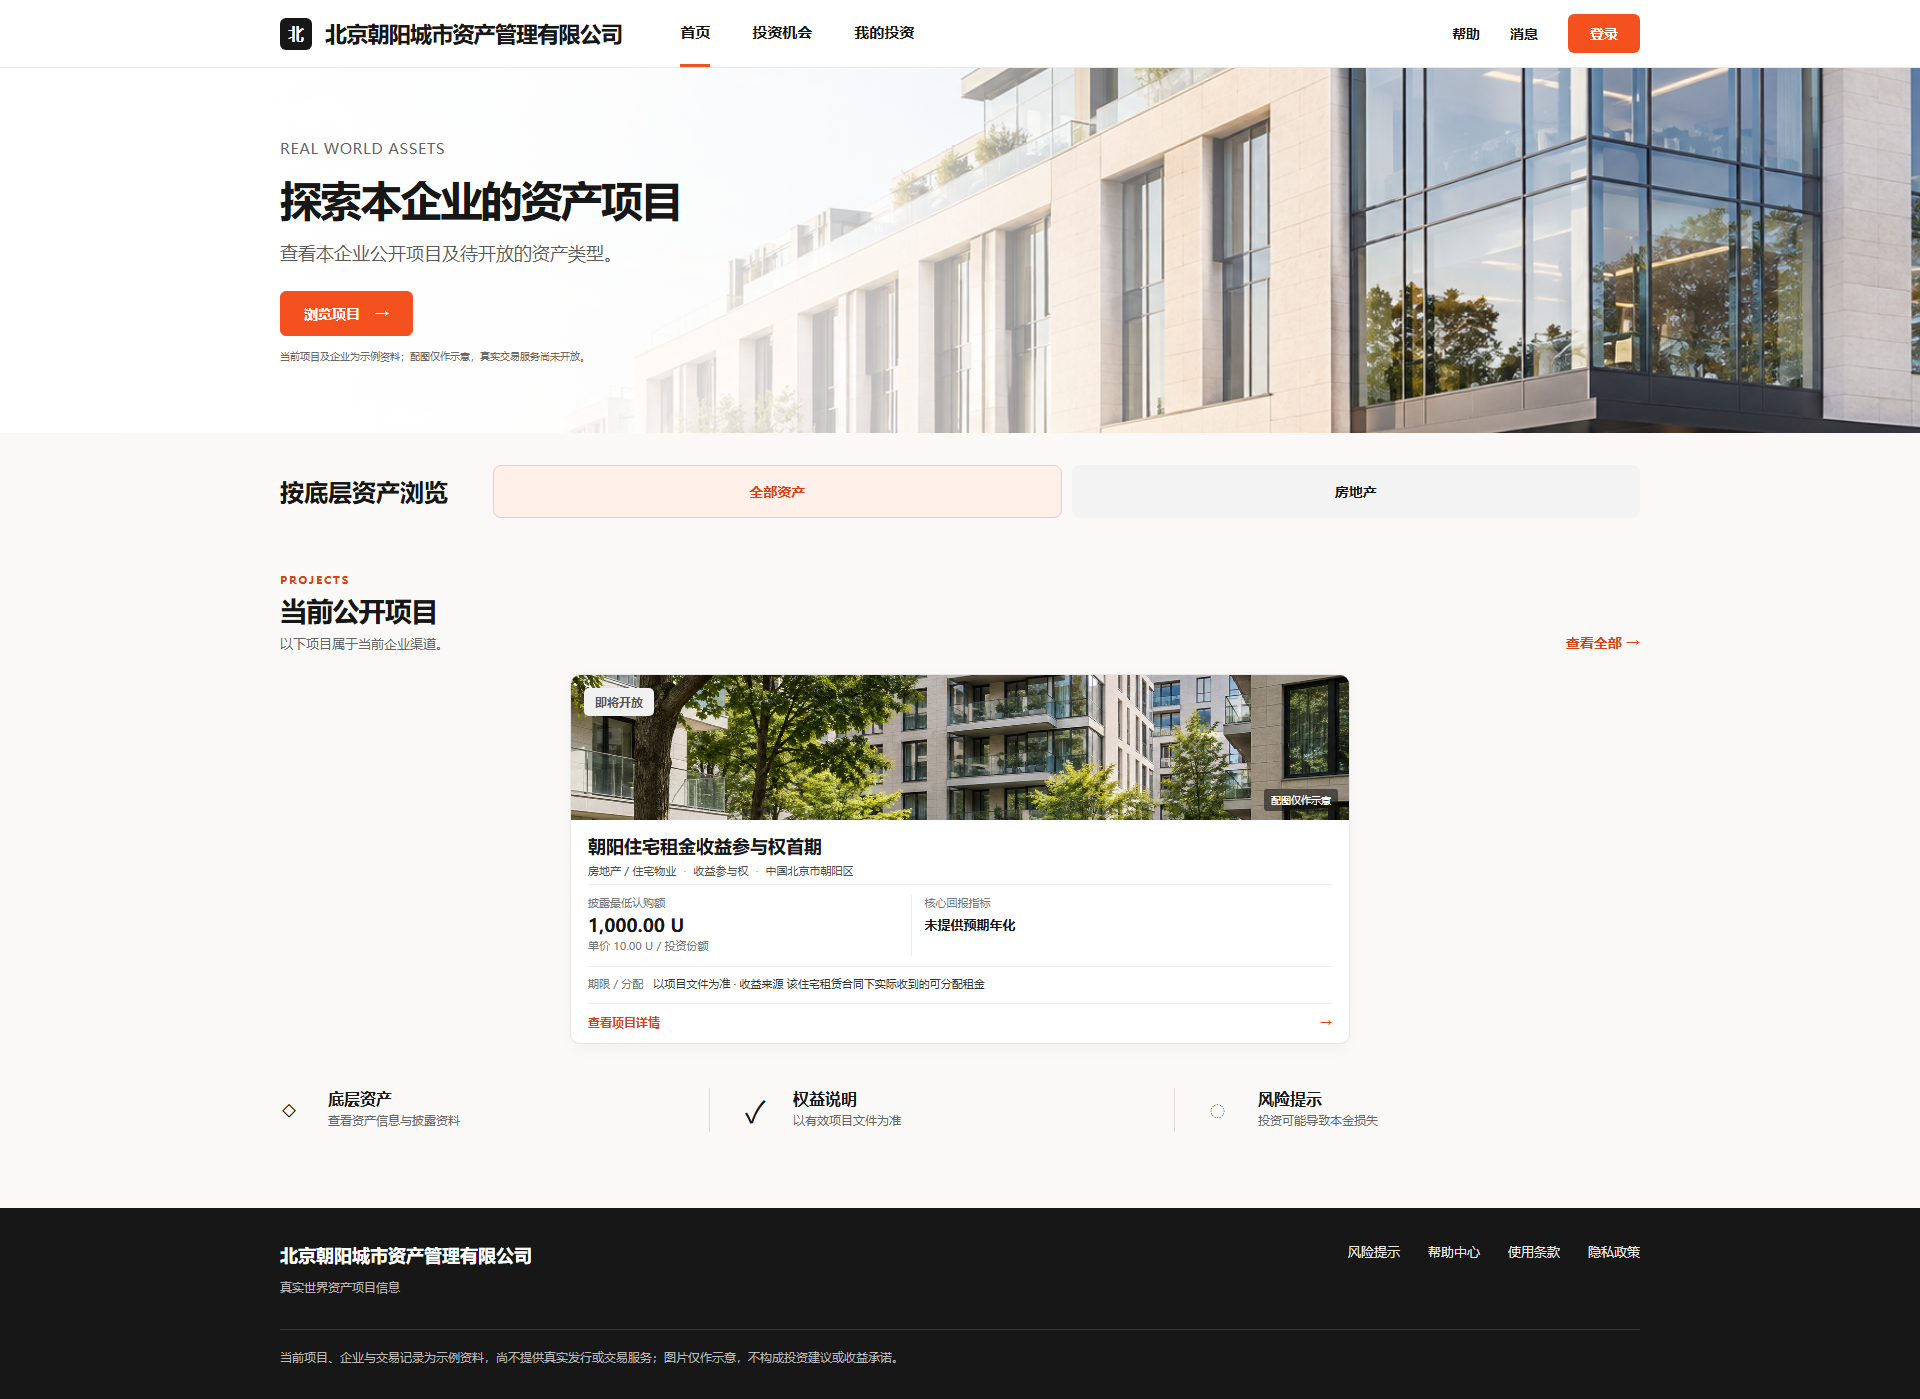 北
北京朝阳城市资产管理有限公司
首页
投资机会
我的投资
帮助
消息
登录
REAL WORLD ASSETS
探索本企业的资产项目
查看本企业公开项目及待开放的资产类型。
浏览项目 →
当前项目及企业为示例资料；配图仅作示意，真实交易服务尚未开放。
按底层资产浏览
全部资产
房地产
PROJECTS
当前公开项目
以下项目属于当前企业渠道。
查看全部 →
即将开放
配图仅作示意
朝阳住宅租金收益参与权首期
房地产 / 住宅物业 · 收益参与权 · 中国北京市朝阳区
披露最低认购额
1,000.00 U
单价 10.00 U / 投资份额
核心回报指标
未提供预期年化
期限 / 分配 以项目文件为准 · 收益来源 该住宅租赁合同下实际收到的可分配租金
查看项目详情 →
底层资产
查看资产信息与披露资料
权益说明
以有效项目文件为准
风险提示
投资可能导致本金损失
北京朝阳城市资产管理有限公司
真实世界资产项目信息
风险提示
帮助中心
使用条款
隐私政策
当前项目、企业与交易记录为示例资料，尚不提供真实发行或交易服务；图片仅作示意，不构成投资建议或收益承诺。